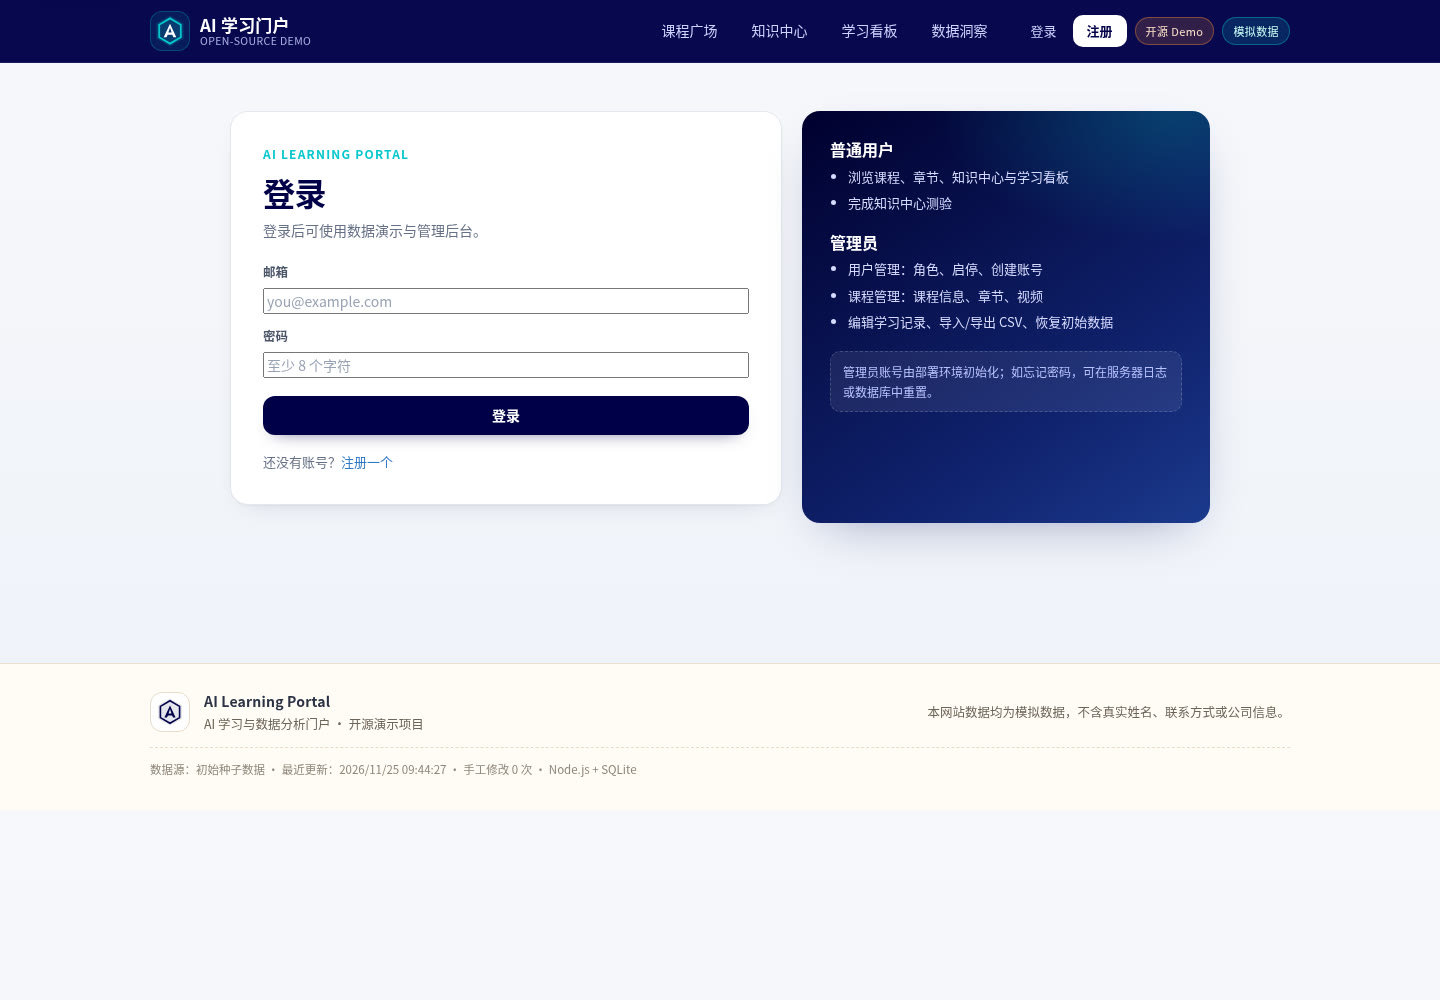 AI 学习门户
OPEN-SOURCE DEMO
课程广场
知识中心
学习看板
数据洞察
登录
注册
开源 Demo
模拟数据
AI LEARNING PORTAL
登录
登录后可使用数据演示与管理后台。
邮箱
you@example.com
密码
至少 8 个字符
登录
还没有账号？注册一个
普通用户
浏览课程、章节、知识中心与学习看板
完成知识中心测验
管理员
用户管理：角色、启停、创建账号
课程管理：课程信息、章节、视频
编辑学习记录、导入/导出 CSV、恢复初始数据
管理员账号由部署环境初始化；如忘记密码，可在服务器日志
或数据库中重置。
AI Learning Portal
AI 学习与数据分析门户 · 开源演示项目
本网站数据均为模拟数据，不含真实姓名、联系方式或公司信息。
数据源：初始种子数据 · 最近更新：2026/11/25 09:44:27 · 手工修改 0 次 · Node.js + SQLite